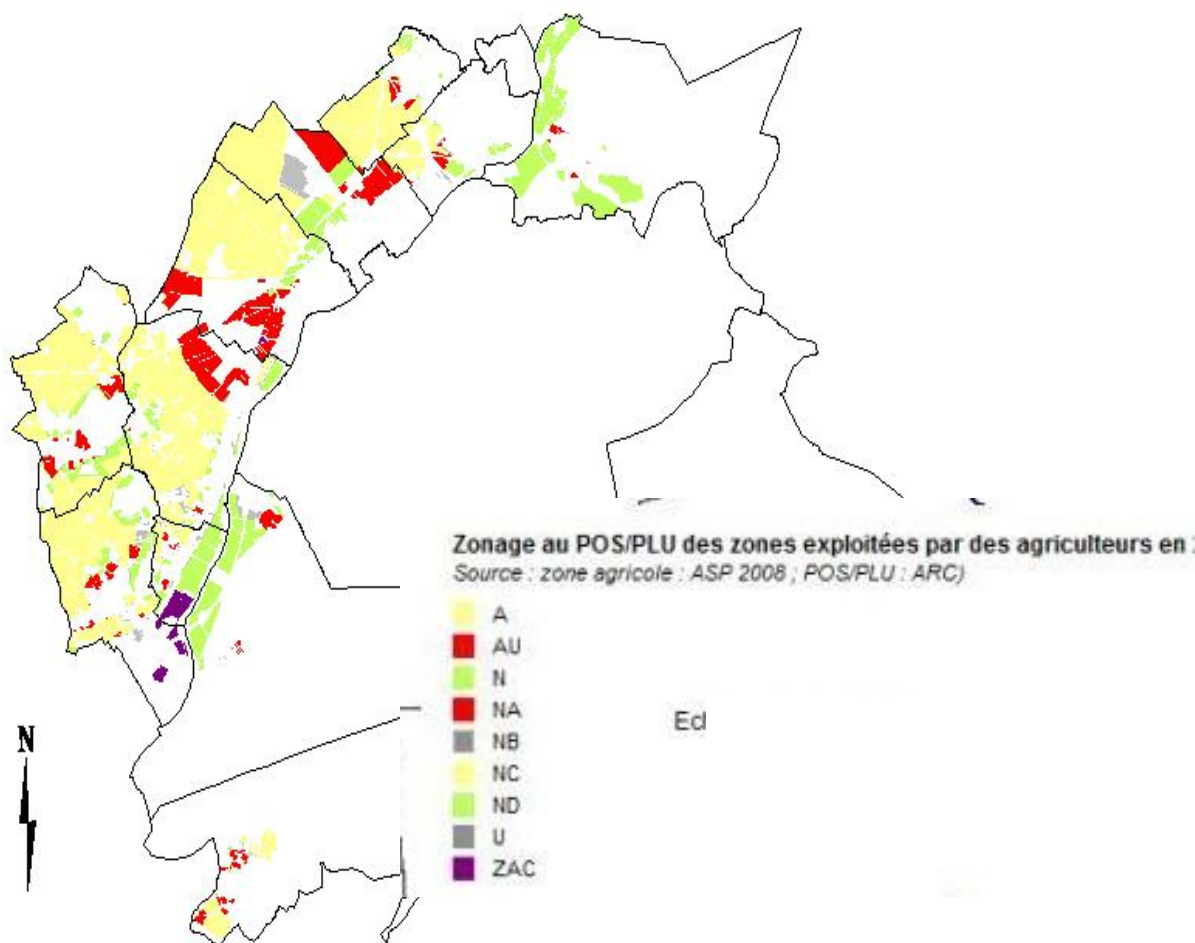 Zonage au POS/PLU des zones exploitées par des agriculteurs en
Source : zone agricole : ASP 2008 ; POS/PLU : ARC)
A
AU
N
NA
NB
NC
ND
U
ZAC
N